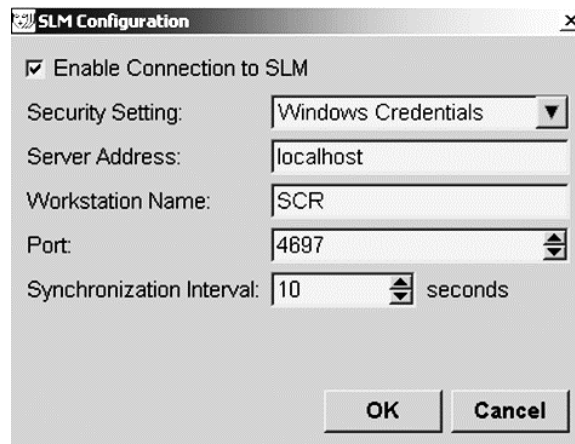 SLM Configuration
Enable Connection to SLM
Security Setting: Windows Credentials
Server Address: localhost
Workstation Name: SCR
Port: 4697
Synchronization Interval: 10 seconds
OK Cancel